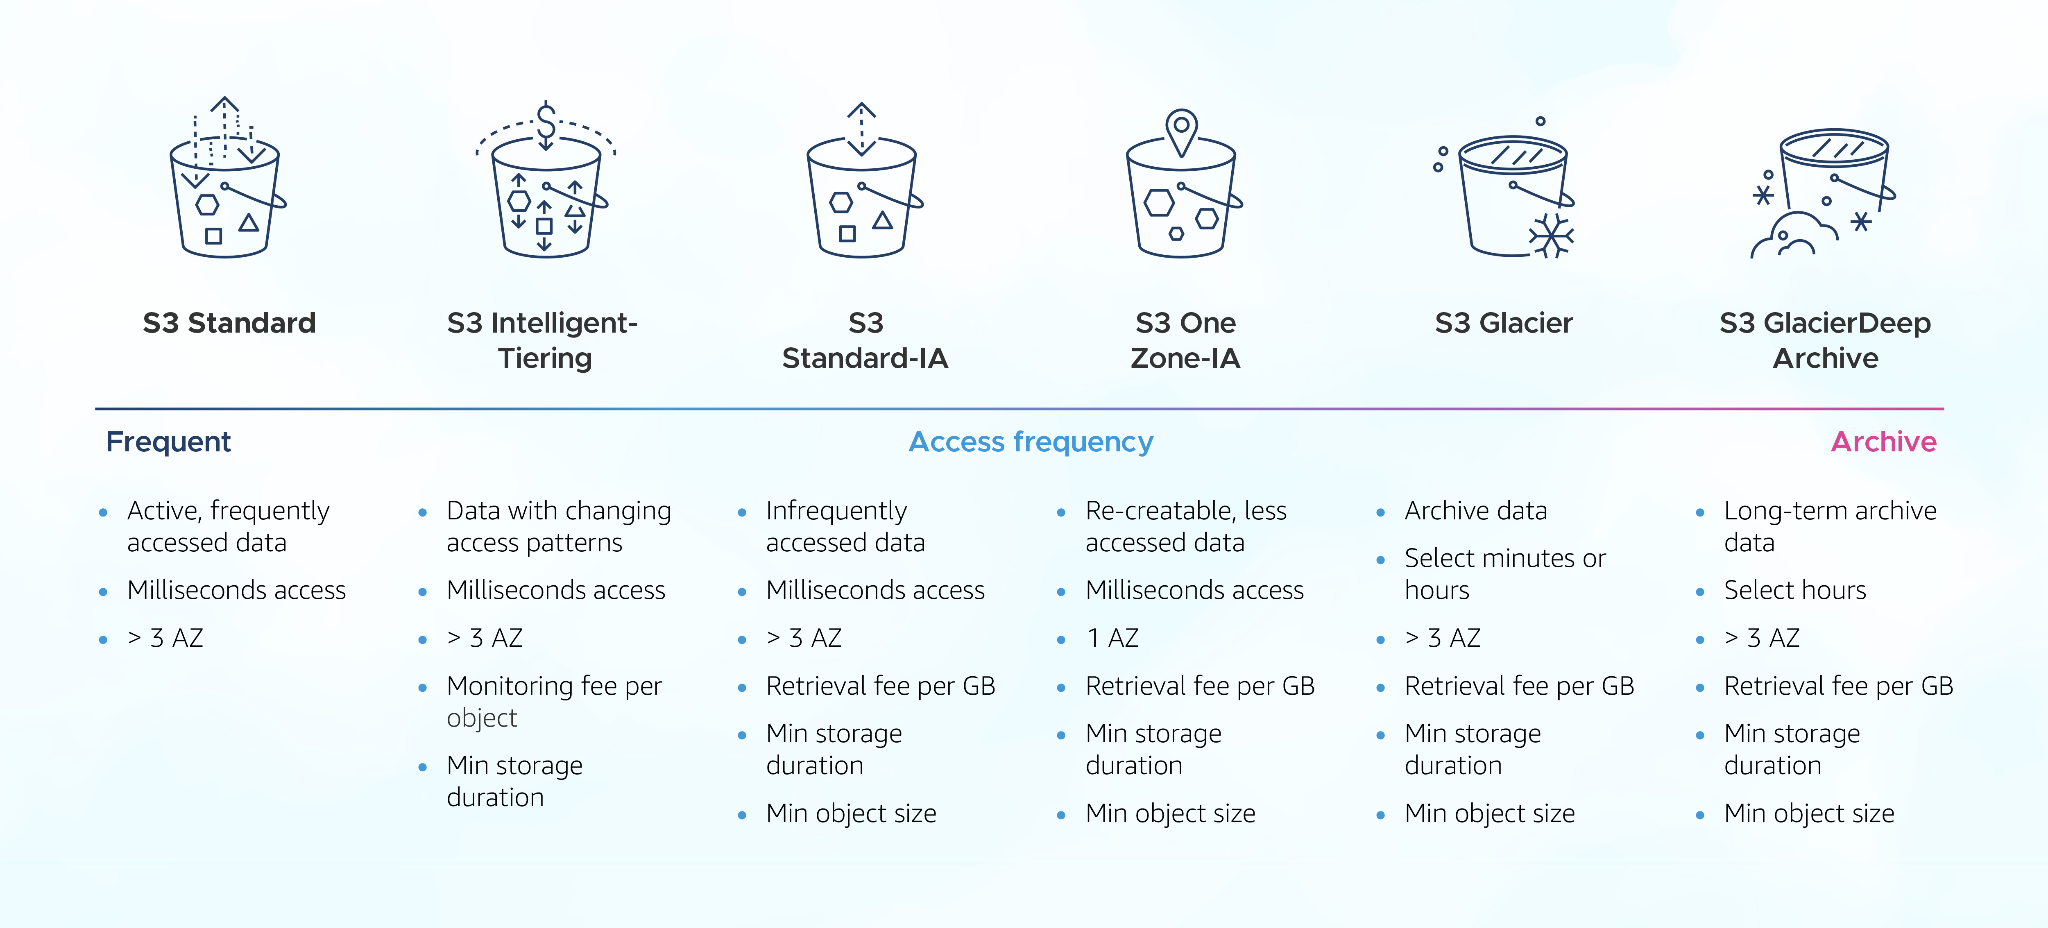 S3 Standard
S3 Intelligent-
Tiering
S3
Standard-IA
S3 One
Zone-IA
S3 Glacier
S3 GlacierDeep
Archive
Frequent
Access frequency
Archive
• Active, frequently
accessed data
• Milliseconds access
• > 3 AZ
• Data with changing
access patterns
• Milliseconds access
• > 3 AZ
• Monitoring fee per
object
• Min storage
duration
• Infrequently
accessed data
• Milliseconds access
• > 3 AZ
• Retrieval fee per GB
• Min storage
duration
• Min object size
• Re-creatable, less
accessed data
• Milliseconds access
• 1 AZ
• Retrieval fee per GB
• Min storage
duration
• Min object size
• Archive data
• Select minutes or
hours
• > 3 AZ
• Retrieval fee per GB
• Min storage
duration
• Min object size
• Long-term archive
data
• Select hours
• > 3 AZ
• Retrieval fee per GB
• Min storage
duration
• Min object size